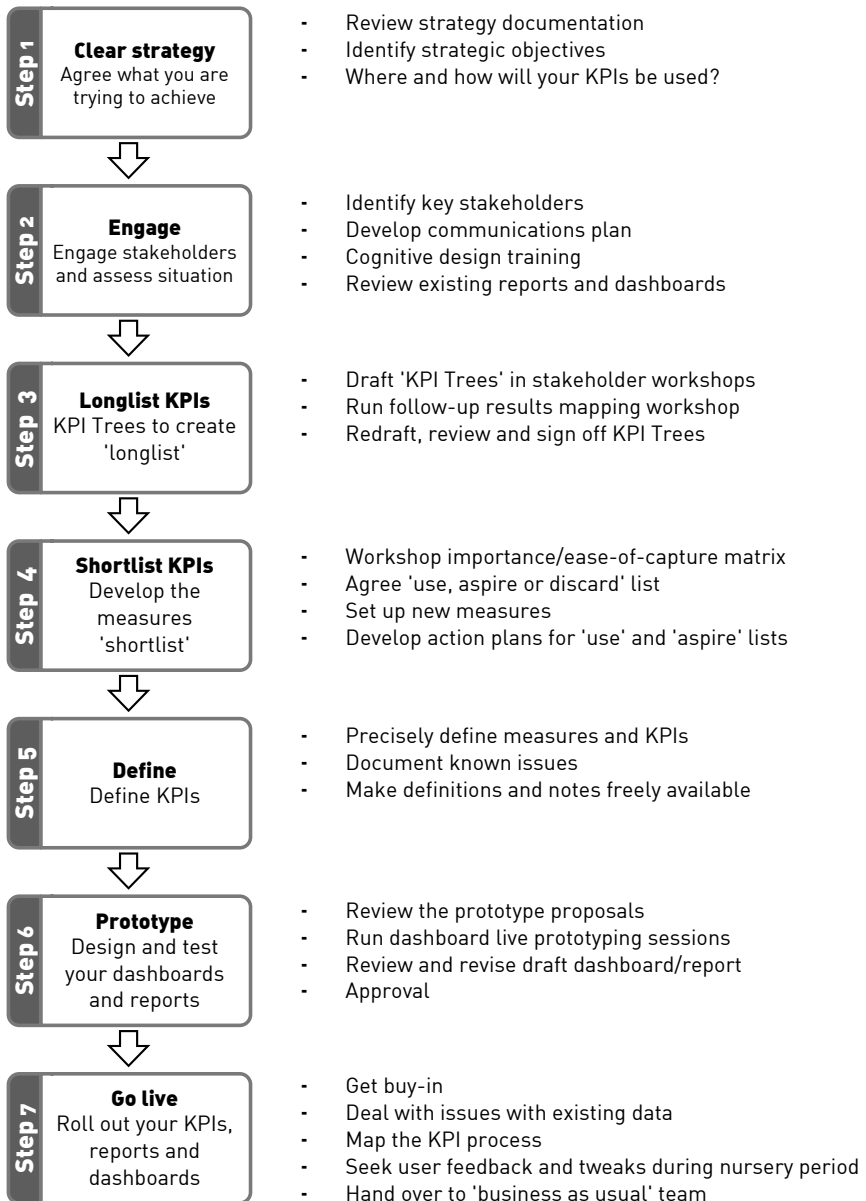 Step 1
Clear strategy
Agree what you are
trying to achieve
- Review strategy documentation
- Identify strategic objectives
- Where and how will your KPIs be used?
Step 2
Engage
Engage stakeholders
and assess situation
- Identify key stakeholders
- Develop communications plan
- Cognitive design training
- Review existing reports and dashboards
Step 3
Longlist KPIs
KPI Trees to create
'longlist'
- Draft 'KPI Trees' in stakeholder workshops
- Run follow-up results mapping workshop
- Redraft, review and sign off KPI Trees
Step 4
Shortlist KPIs
Develop the
measures
'shortlist'
- Workshop importance/ease-of-capture matrix
- Agree 'use, aspire or discard' list
- Set up new measures
- Develop action plans for 'use' and 'aspire' lists
Step 5
Define
Define KPIs
- Precisely define measures and KPIs
- Document known issues
- Make definitions and notes freely available
Step 6
Prototype
Design and test
your dashboards
and reports
- Review the prototype proposals
- Run dashboard live prototyping sessions
- Review and revise draft dashboard/report
- Approval
Step 7
Go live
Roll out your KPIs,
reports and
dashboards
- Get buy-in
- Deal with issues with existing data
- Map the KPI process
- Seek user feedback and tweaks during nursery period
- Hand over to 'business as usual' team